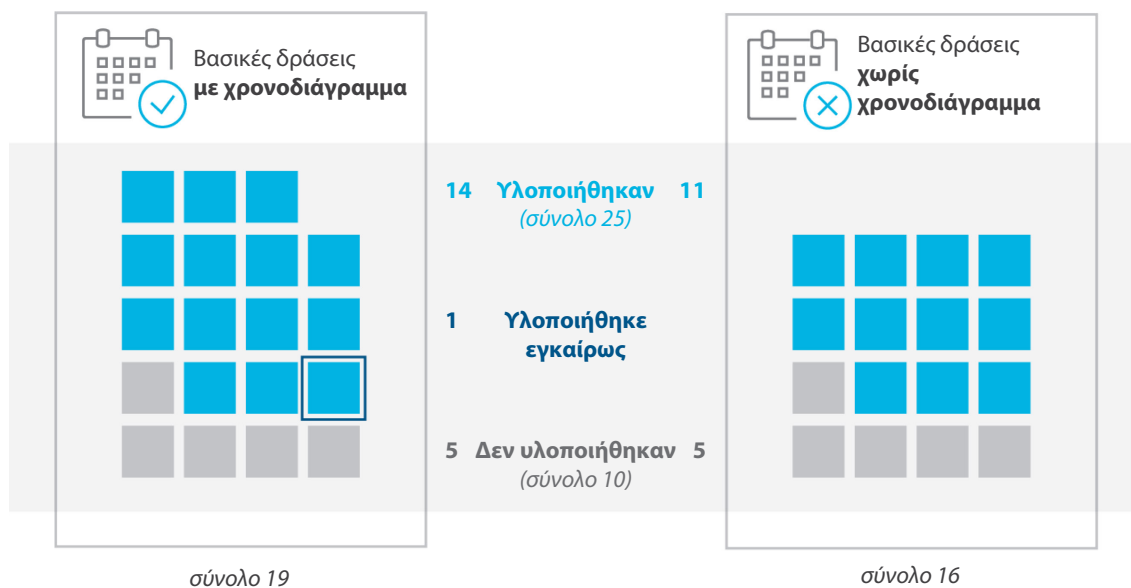 Βασικές δράσεις
με χρονοδιάγραμμα
Βασικές δράσεις
χωρίς
χρονοδιάγραμμα
14 Υλοποιήθηκαν 11
(σύνολο 25)
1 Υλοποιήθηκε
εγκαίρως
5 Δεν υλοποιήθηκαν 5
(σύνολο 10)
σύνολο 19
σύνολο 16